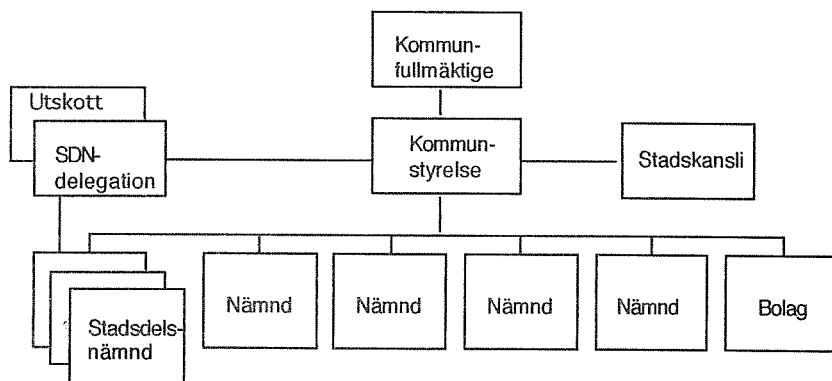 Kommun-
fullmäktige
Utskott
SDN-
delegation
Kommun-
styrelse
Stadskansli
Stadsdels-
nämnd
Nämnd
Nämnd
Nämnd
Nämnd
Bolag